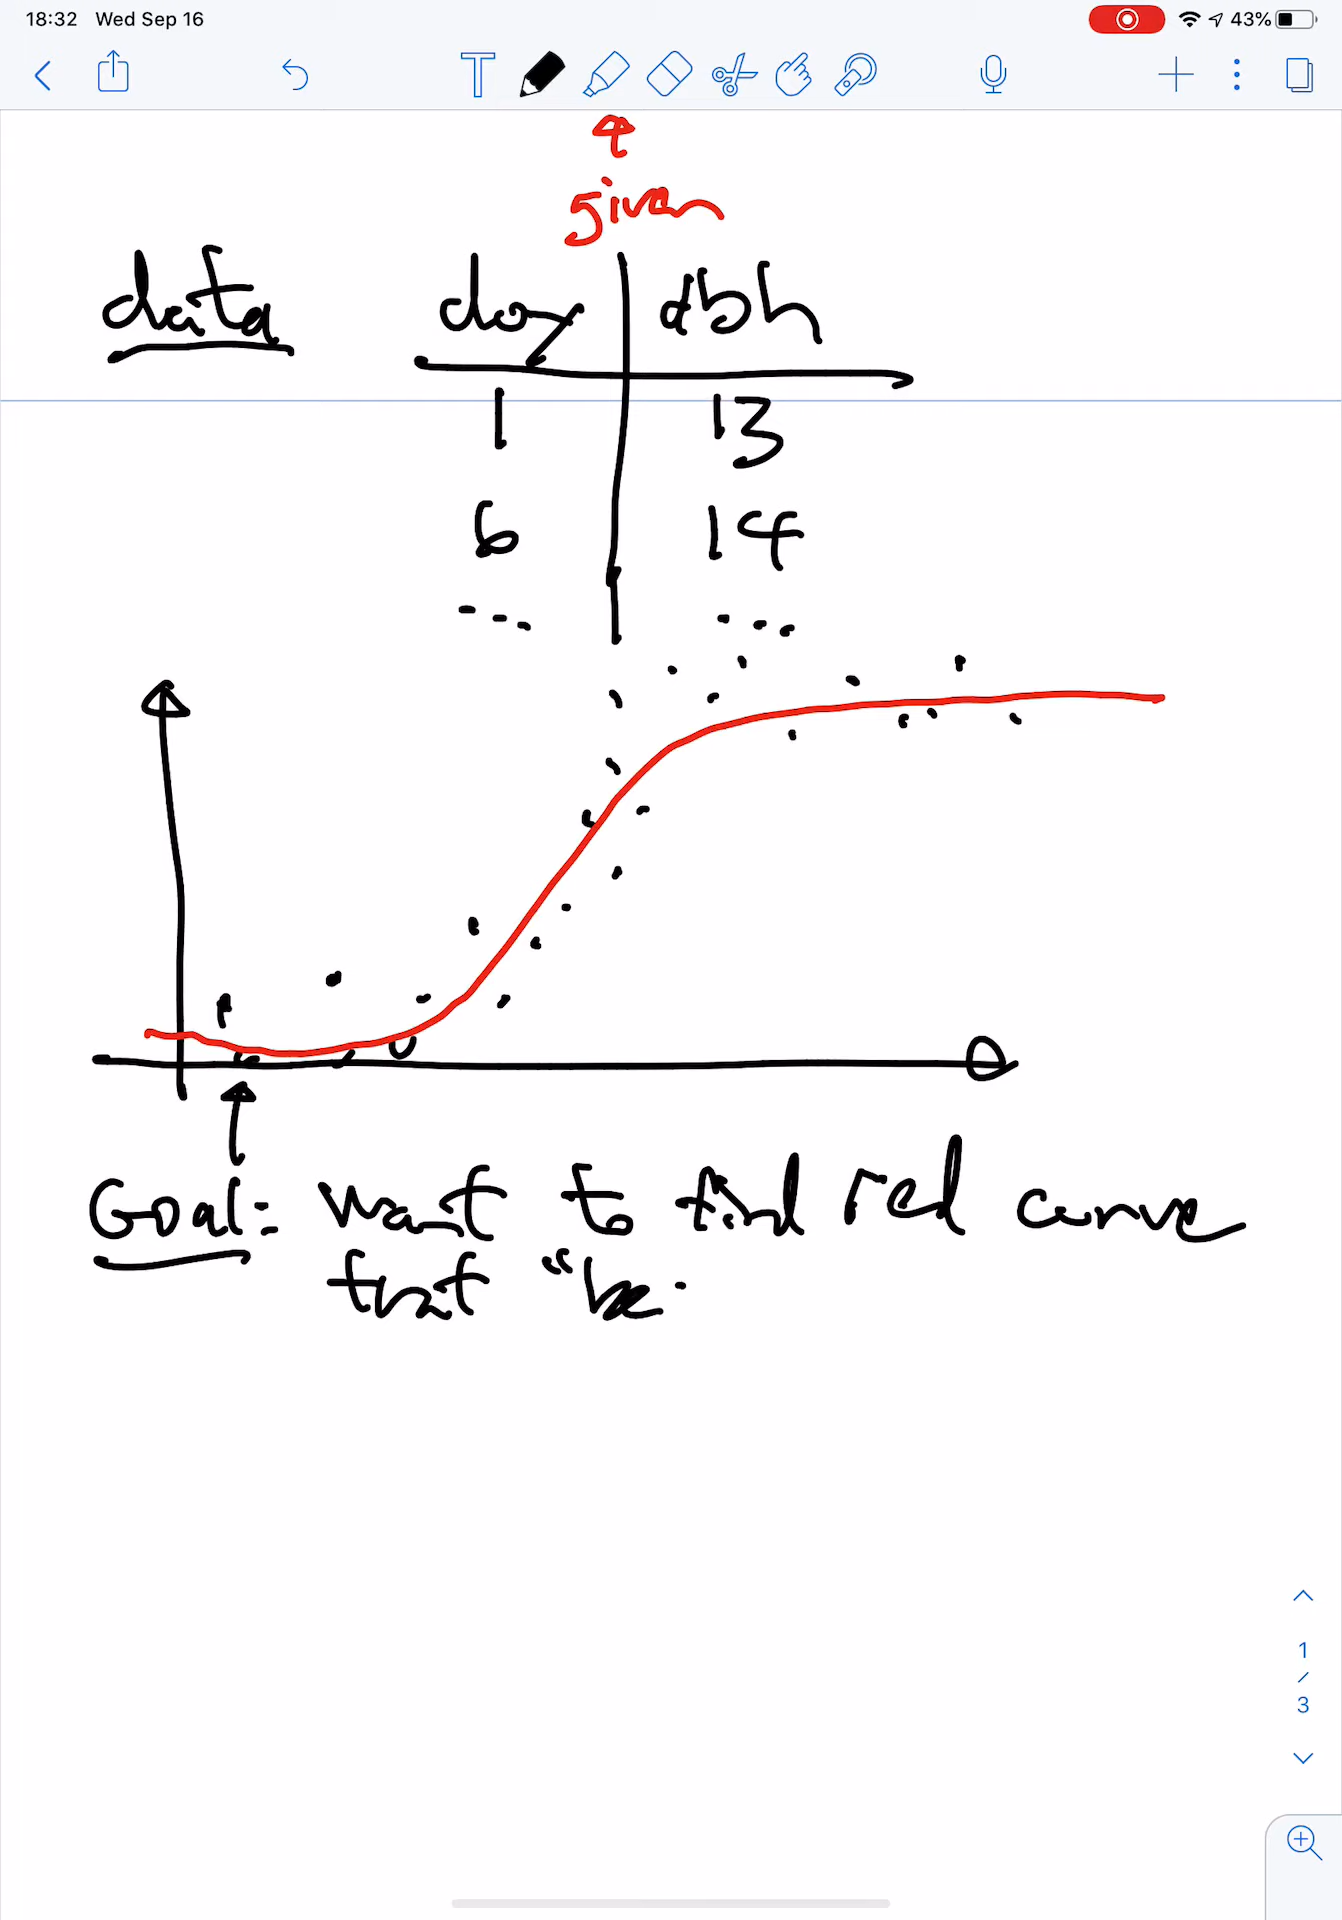 18:32 Wed Sep 16 43%
T
given
data doy dbh
1 13
6 14
... ...
Goal: want to find red curve
that "be
1
/
3